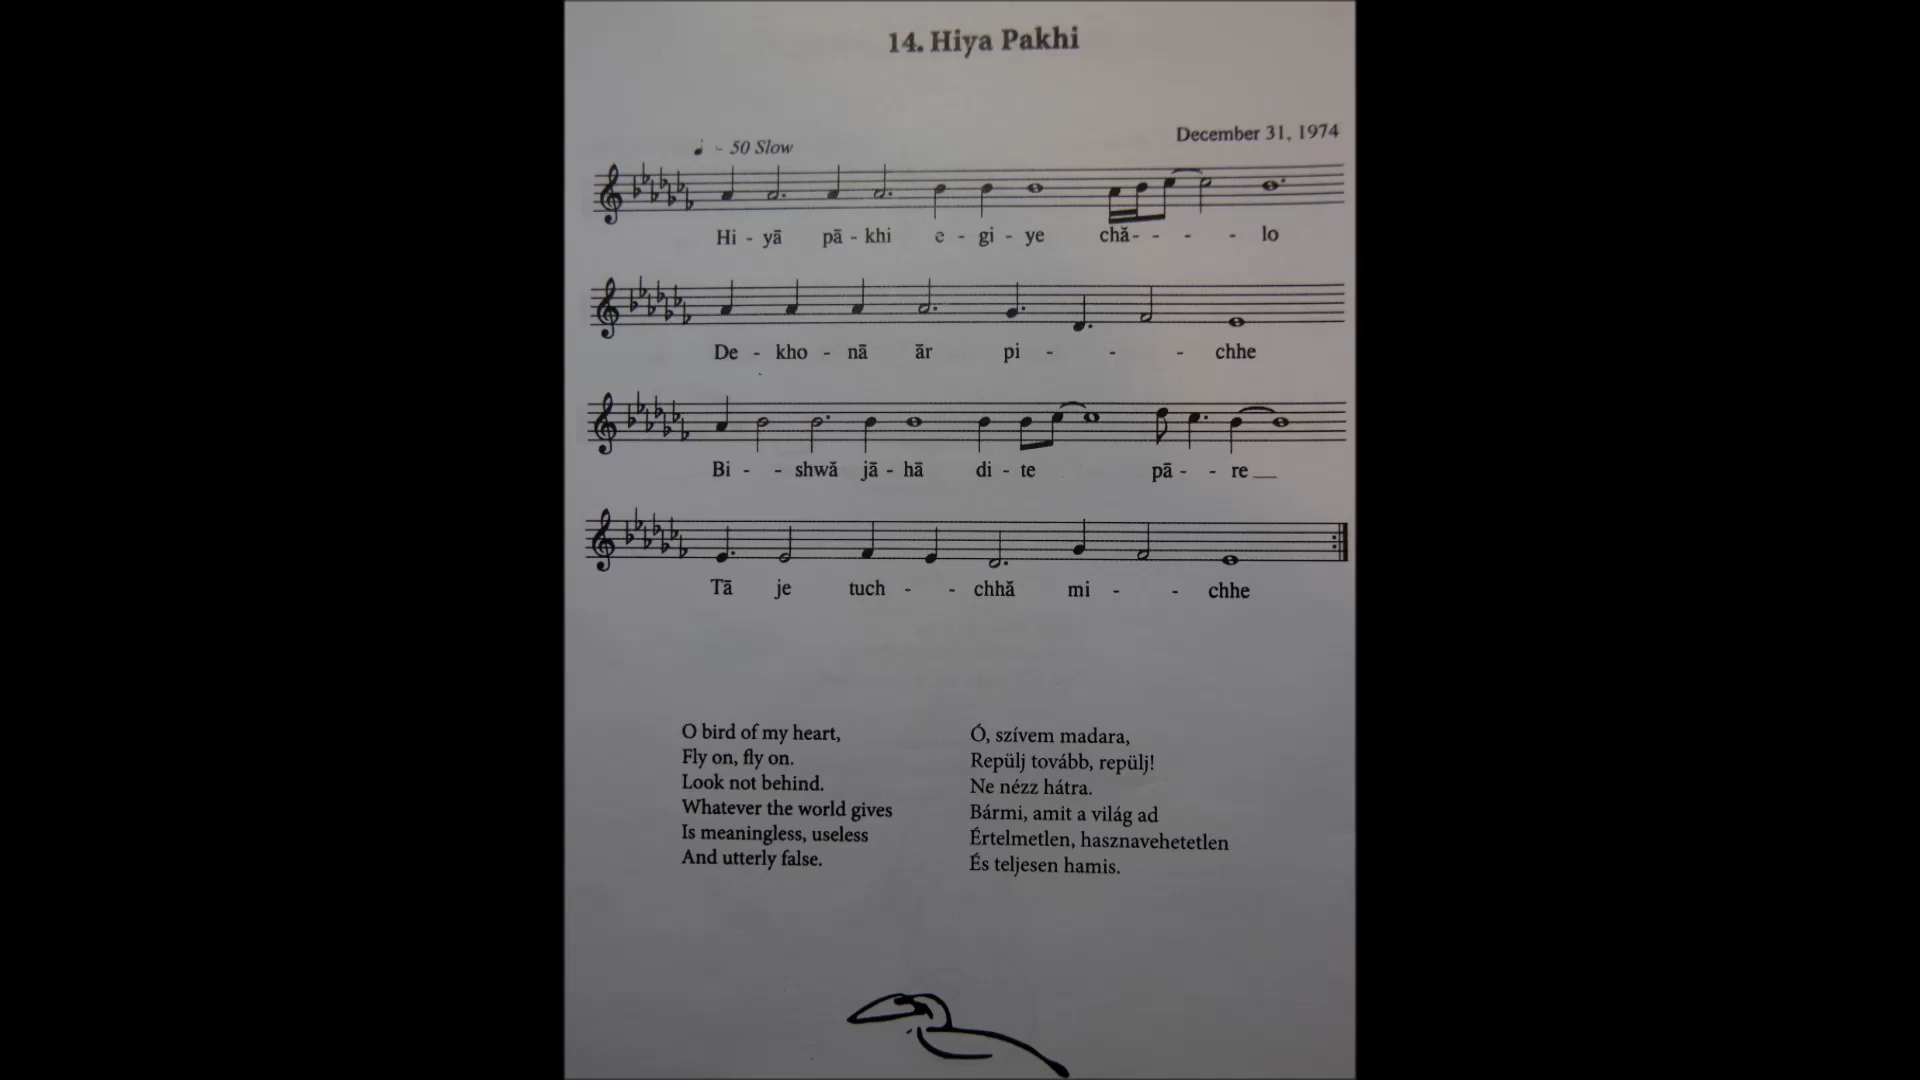 14. Hiya Pakhi
December 31, 1974
♩ = 50 Slow
Hi - yā pā - khi e - gi - ye chă - - - - lo
De - kho - nā ār pi - - - chhe
Bi - - shwă jā - hā di - te pā - - re
Tā je tuch - - chhă mi - - chhe
O bird of my heart,
Fly on, fly on.
Look not behind.
Whatever the world gives
Is meaningless, useless
And utterly false.
Ó, szívem madara,
Repülj tovább, repülj!
Ne nézz hátra.
Bármi, amit a világ ad
Értelmetlen, hasznavehetetlen
És teljesen hamis.